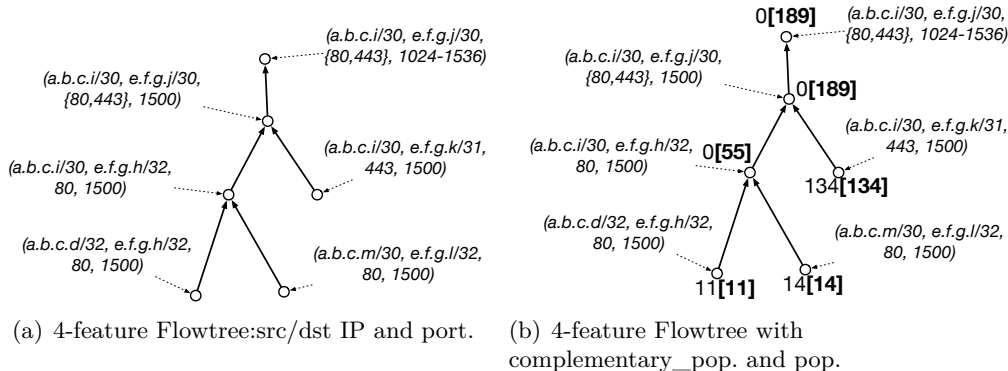 (a.b.c.i/30, e.f.g.j/30,
{80,443}, 1024-1536)
(a.b.c.i/30, e.f.g.j/30,
{80,443}, 1500)
(a.b.c.i/30, e.f.g.h/32,
80, 1500)
(a.b.c.i/30, e.f.g.k/31,
443, 1500)
(a.b.c.d/32, e.f.g.h/32,
80, 1500)
(a.b.c.m/30, e.f.g.l/32,
80, 1500)
(a) 4-feature Flowtree:src/dst IP and port.
0[189]
(a.b.c.i/30, e.f.g.j/30,
{80,443}, 1024-1536)
(a.b.c.i/30, e.f.g.j/30,
{80,443}, 1500)
0[189]
(a.b.c.i/30, e.f.g.h/32,
80, 1500)
0[55]
(a.b.c.i/30, e.f.g.k/31,
443, 1500)
134[134]
(a.b.c.d/32, e.f.g.h/32,
80, 1500)
(a.b.c.m/30, e.f.g.l/32,
80, 1500)
11[11]
14[14]
(b) 4-feature Flowtree with
complementary_pop. and pop.